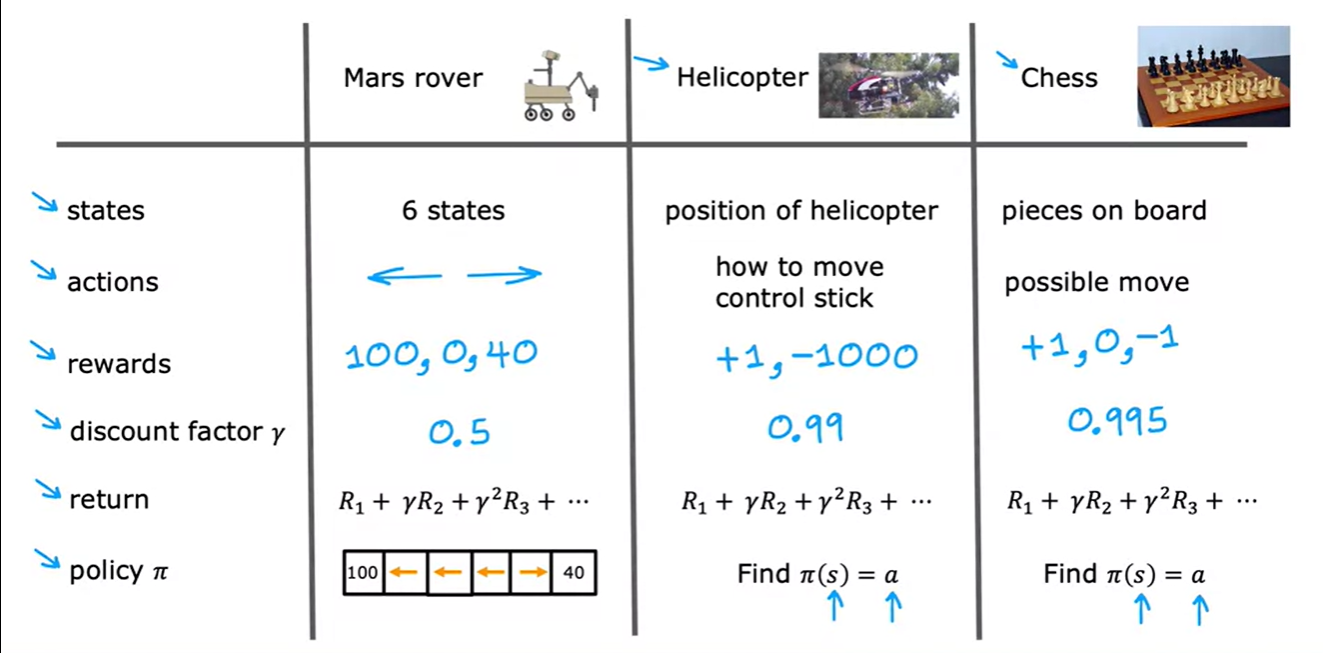 Mars rover
Helicopter
Chess
states
6 states
position of helicopter
pieces on board
actions
← →
how to move
control stick
possible move
rewards
100, 0, 40
+1, -1000
+1, 0, -1
discount factor γ
0.5
0.99
0.995
return
R₁ + γR₂ + γ²R₃ + ⋯
R₁ + γR₂ + γ²R₃ + ⋯
R₁ + γR₂ + γ²R₃ + ⋯
policy π
100 ← ← ← → 40
Find π(s) = a
Find π(s) = a